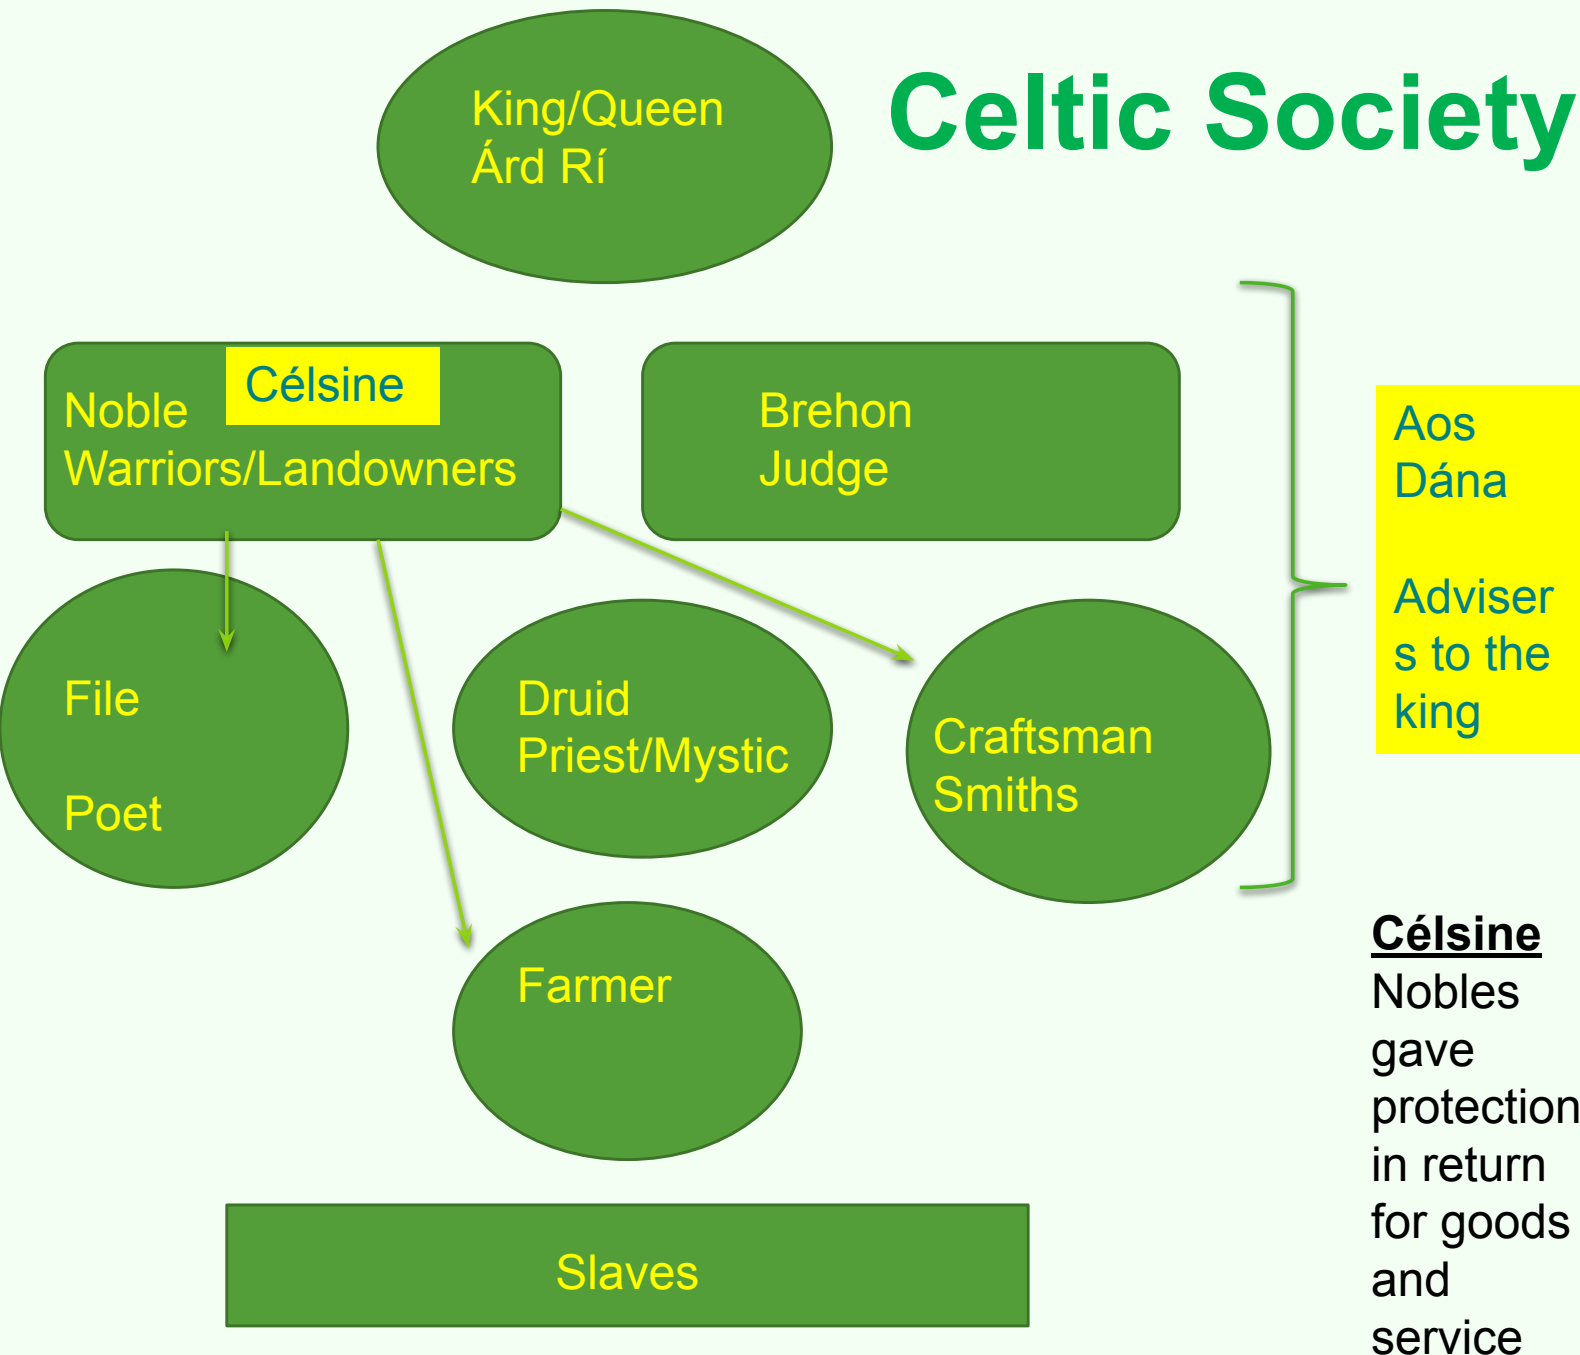 Celtic Society
King/Queen
Árd Rí
Célsine
Noble
Warriors/Landowners
Brehon
Judge
Aos
Dána
Adviser
s to the
king
File
Poet
Druid
Priest/Mystic
Craftsman
Smiths
Farmer
Slaves
Célsine
Nobles
gave
protection
in return
for goods
and
service